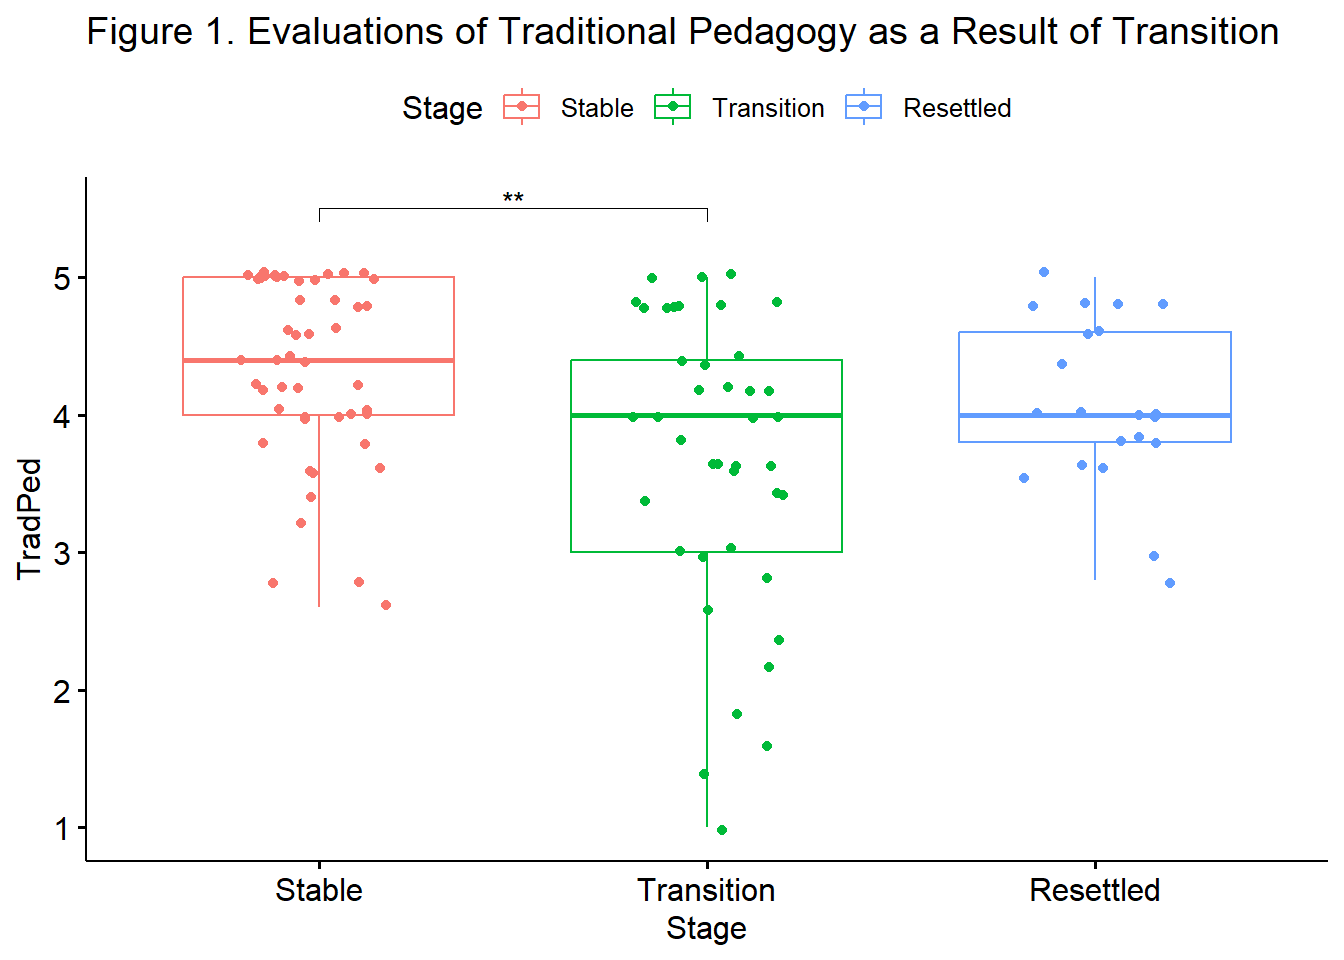 Figure 1. Evaluations of Traditional Pedagogy as a Result of Transition
Stage Stable Transition Resettled
**
5
4
3
2
1
TradPed
Stable Transition Resettled
Stage